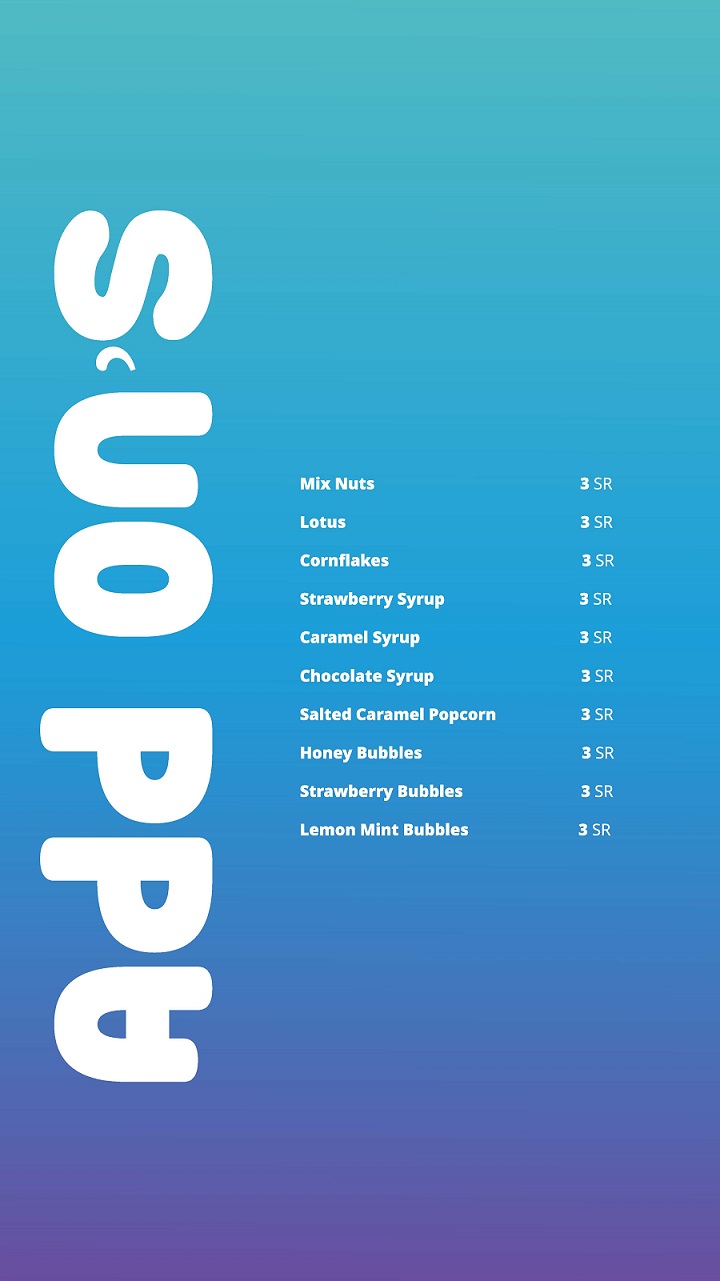 Add on's
Mix Nuts 3 SR
Lotus 3 SR
Cornflakes 3 SR
Strawberry Syrup 3 SR
Caramel Syrup 3 SR
Chocolate Syrup 3 SR
Salted Caramel Popcorn 3 SR
Honey Bubbles 3 SR
Strawberry Bubbles 3 SR
Lemon Mint Bubbles 3 SR